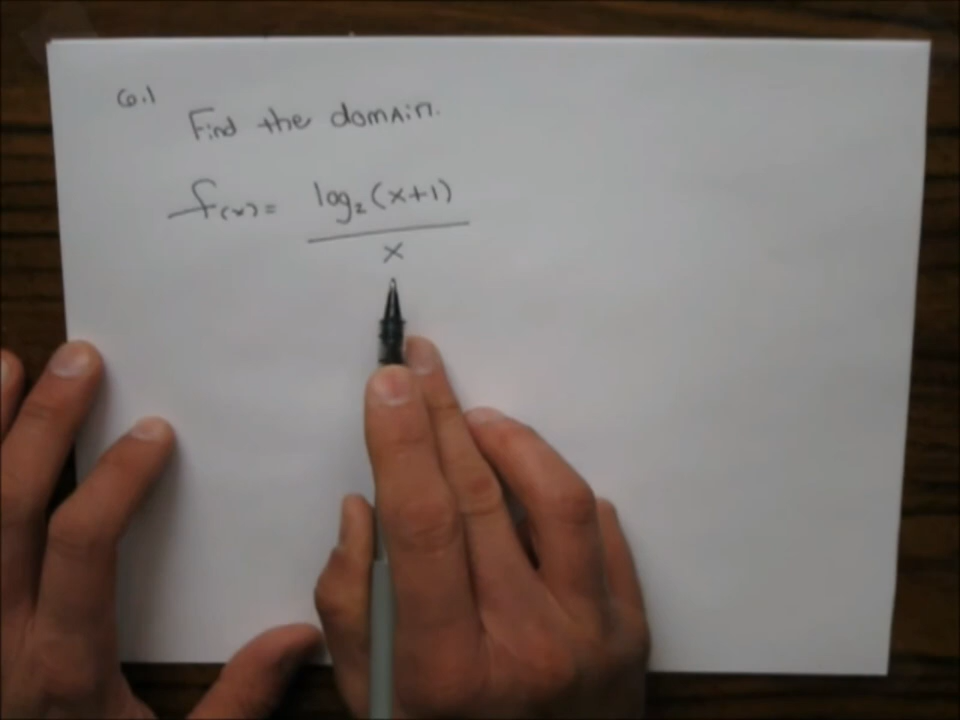 6.1
Find the domain.
f(x) = log₂(x+1)
x